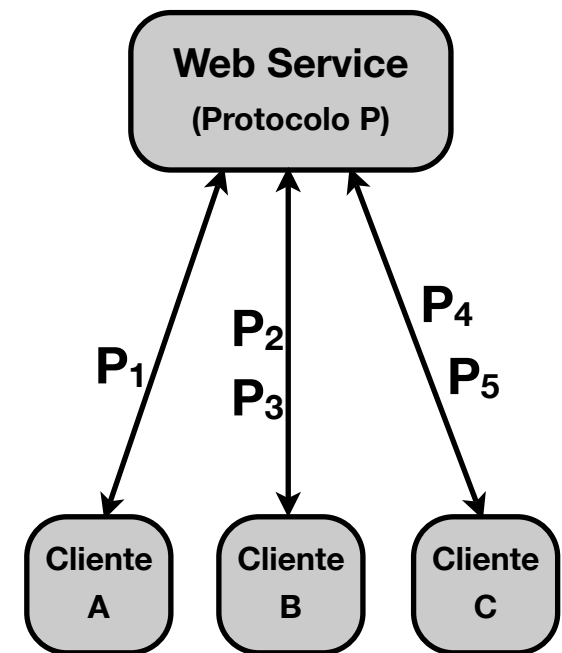 Web Service
(Protocolo P)
P₁
P₂
P₃
P₄
P₅
Cliente
A
Cliente
B
Cliente
C